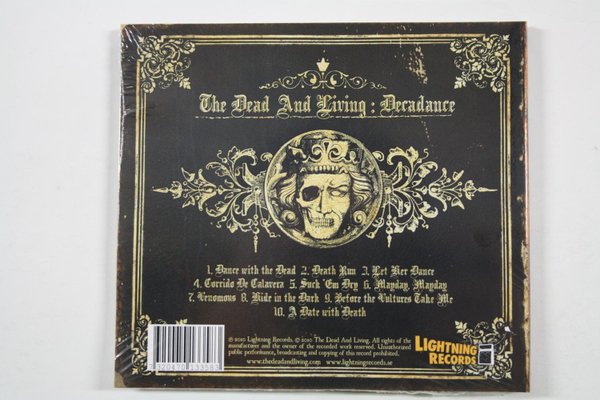 The Dead And Living : Decadance
1. Dance with the Dead 2. Death Run 3. Let Her Dance
4. Corrido De Calavera 5. Suck 'Em Dry 6. Mayday, Mayday
7. Venomous 8. Ride in the Dark 9. Before the Vultures Take Me
10. A Date with Death
℗ 2010 Lightning Records. © 2010 The Dead And Living. All rights of the
manufacturer and the owner of the recorded work reserved. Unauthorized
public performance, broadcasting and copying of this record prohibited.
www.thedeadandliving.com www.lightningrecords.se
LIGHTNING
RECORDS